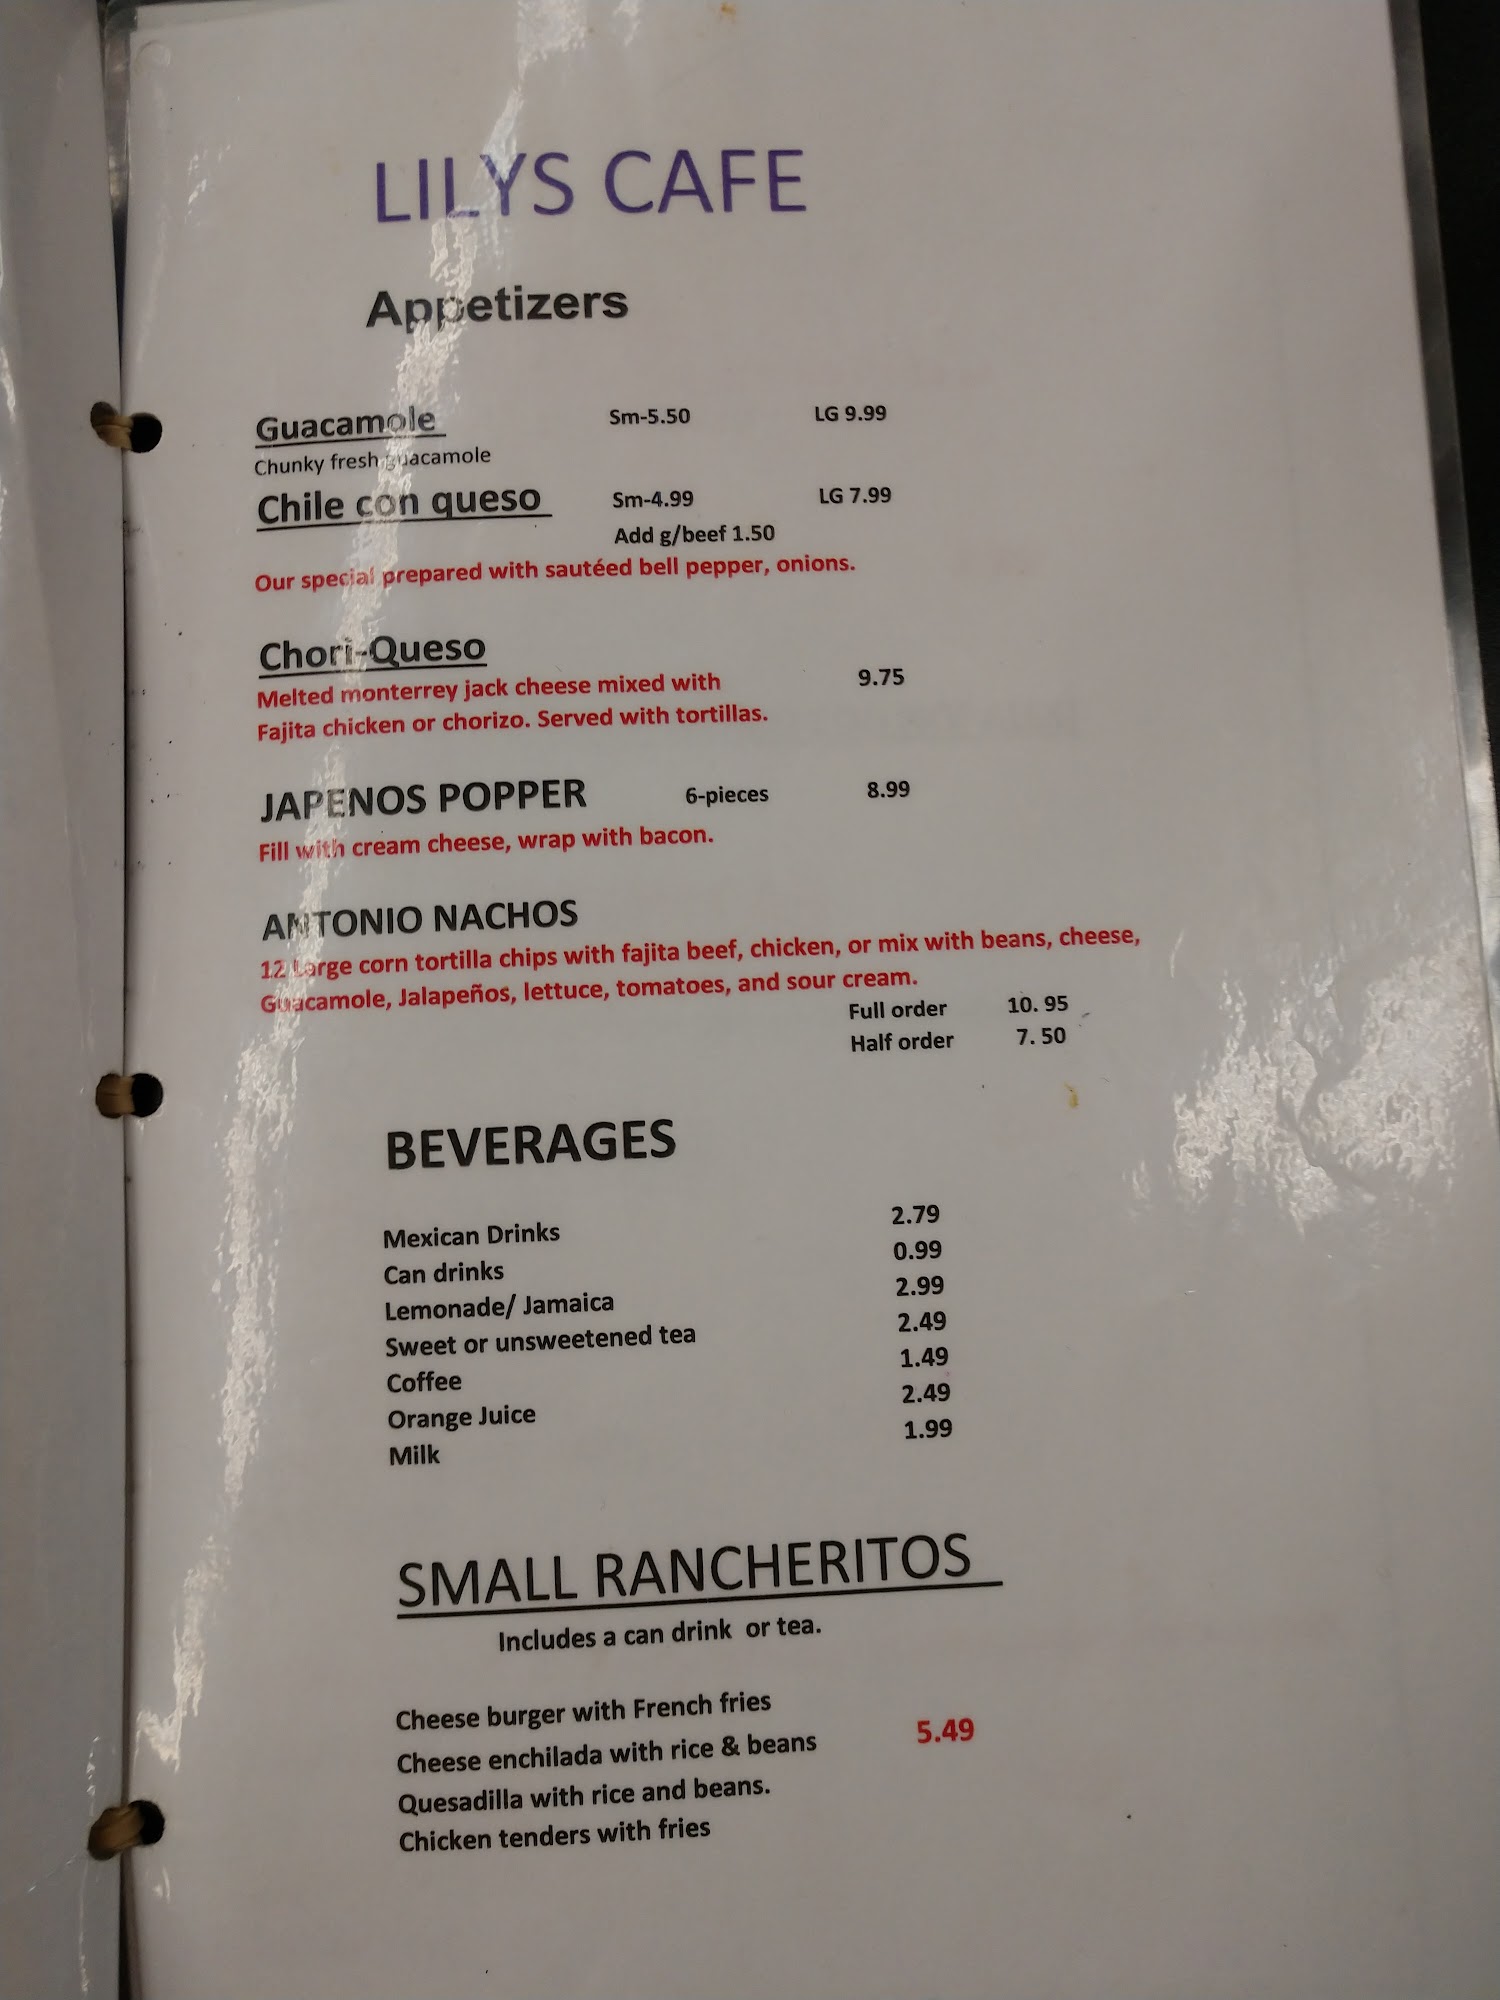 LILYS CAFE
Appetizers
Guacamole Sm-5.50 LG 9.99
Chunky fresh guacamole
Chile con queso Sm-4.99 LG 7.99
Add g/beef 1.50
Our special prepared with sautéed bell pepper, onions.
Chori-Queso
Melted monterrey jack cheese mixed with 9.75
Fajita chicken or chorizo. Served with tortillas.
JAPENOS POPPER 6-pieces 8.99
Fill with cream cheese, wrap with bacon.
ANTONIO NACHOS
12 Large corn tortilla chips with fajita beef, chicken, or mix with beans, cheese,
Guacamole, Jalapeños, lettuce, tomatoes, and sour cream.
Full order 10. 95
Half order 7. 50
BEVERAGES
Mexican Drinks 2.79
Can drinks 0.99
Lemonade/ Jamaica 2.99
Sweet or unsweetened tea 2.49
Coffee 1.49
Orange Juice 2.49
Milk 1.99
SMALL RANCHERITOS
Includes a can drink or tea.
Cheese burger with French fries
Cheese enchilada with rice & beans 5.49
Quesadilla with rice and beans.
Chicken tenders with fries